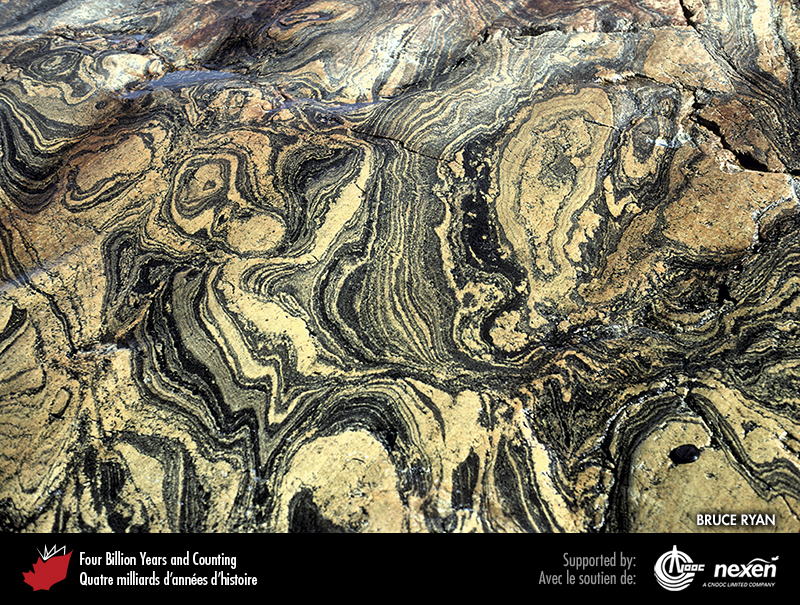 BRUCE RYAN
Four Billion Years and Counting
Quatre milliards d'années d'histoire
Supported by:
Avec le soutien de:
CNOOC
nexen
A CNOOC LIMITED COMPANY